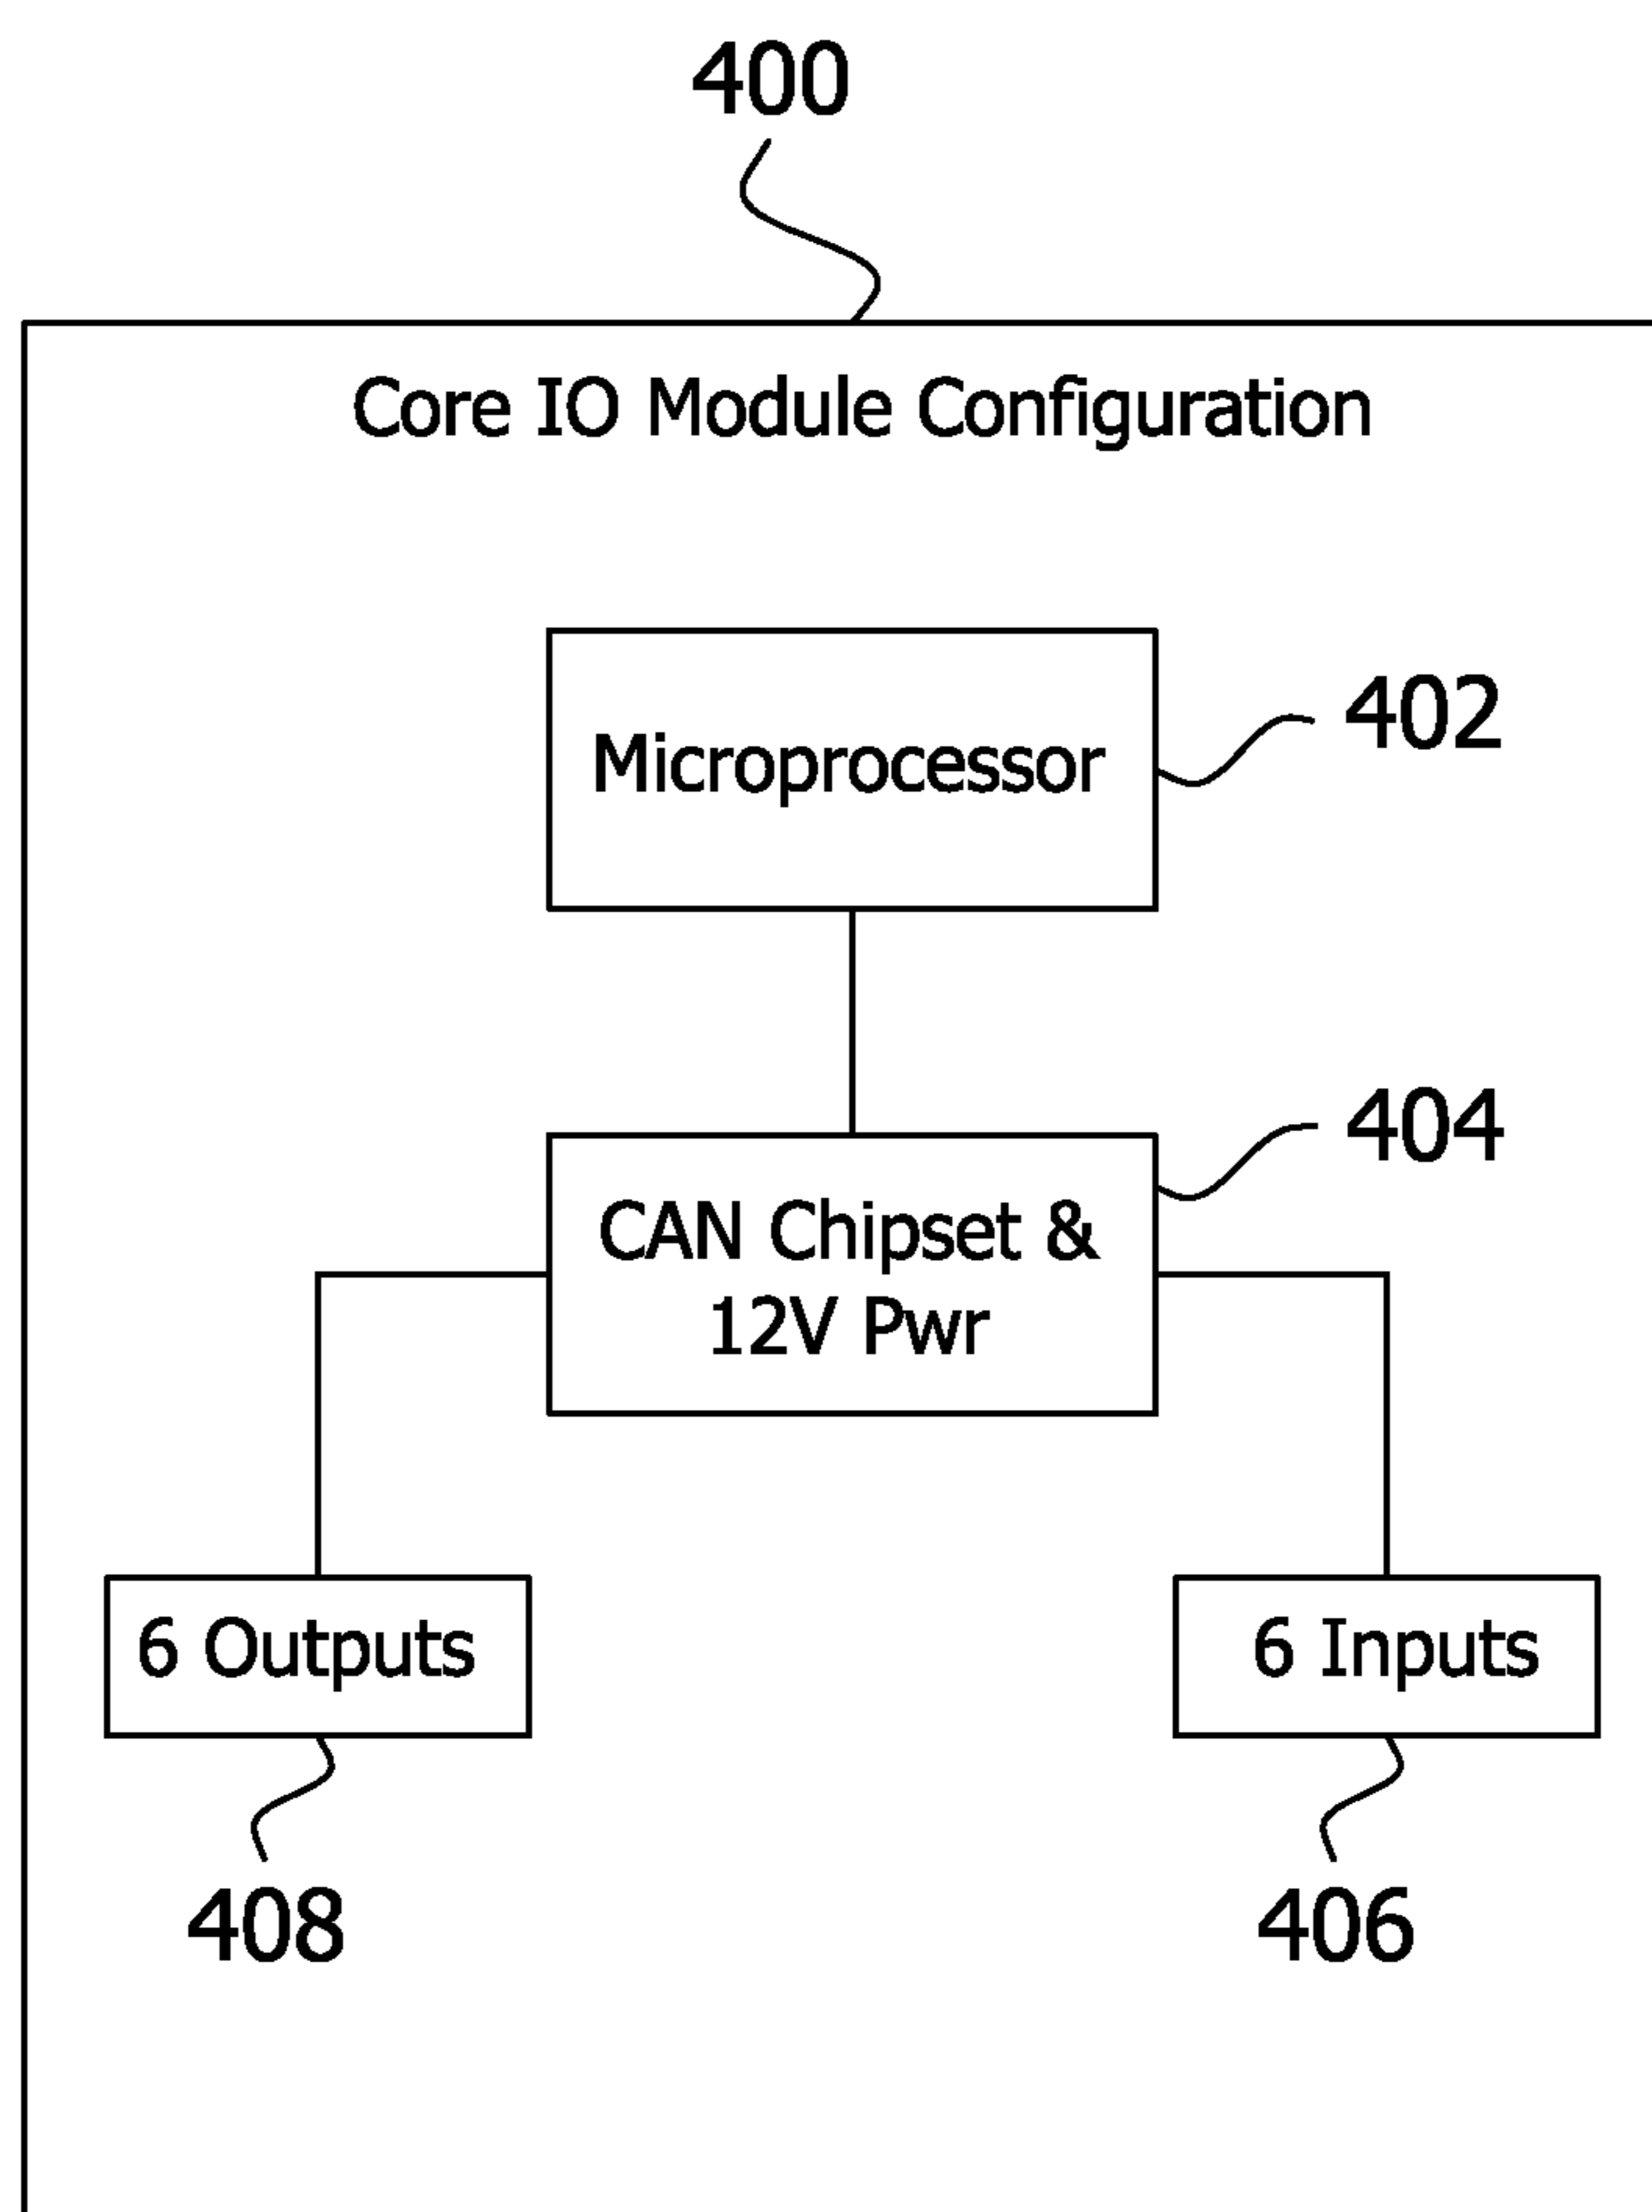 400
Core IO Module Configuration
Microprocessor
402
404
CAN Chipset &
12V Pwr
6 Outputs
6 Inputs
408
406